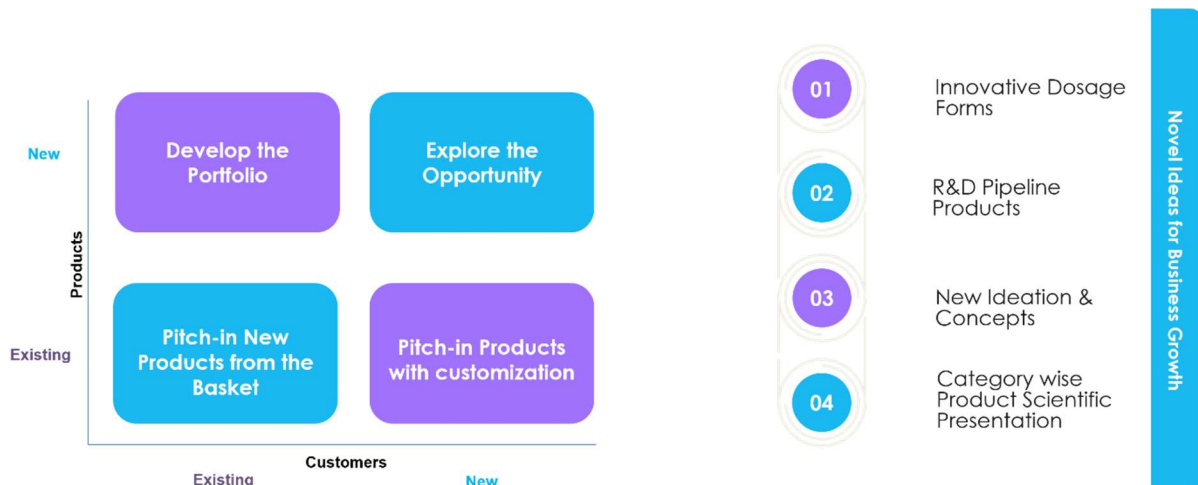 New
Products
Existing
Develop the
Portfolio
Explore the
Opportunity
Pitch-in New
Products from the
Basket
Pitch-in Products
with customization
Customers
Existing
New
01
Innovative Dosage
Forms
02
R&D Pipeline
Products
03
New Ideation &
Concepts
04
Category wise
Product Scientific
Presentation
Novel Ideas for Business Growth